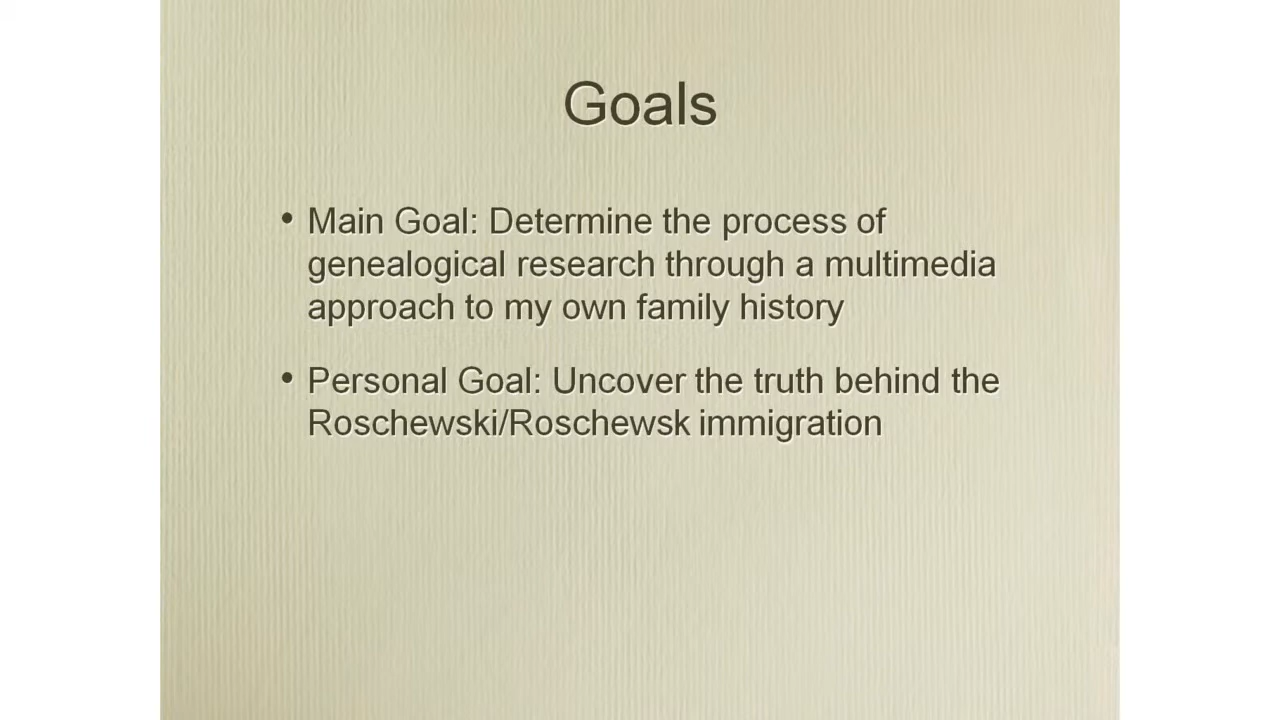 Goals
• Main Goal: Determine the process of
genealogical research through a multimedia
approach to my own family history
• Personal Goal: Uncover the truth behind the
Roschewski/Roschewsk immigration